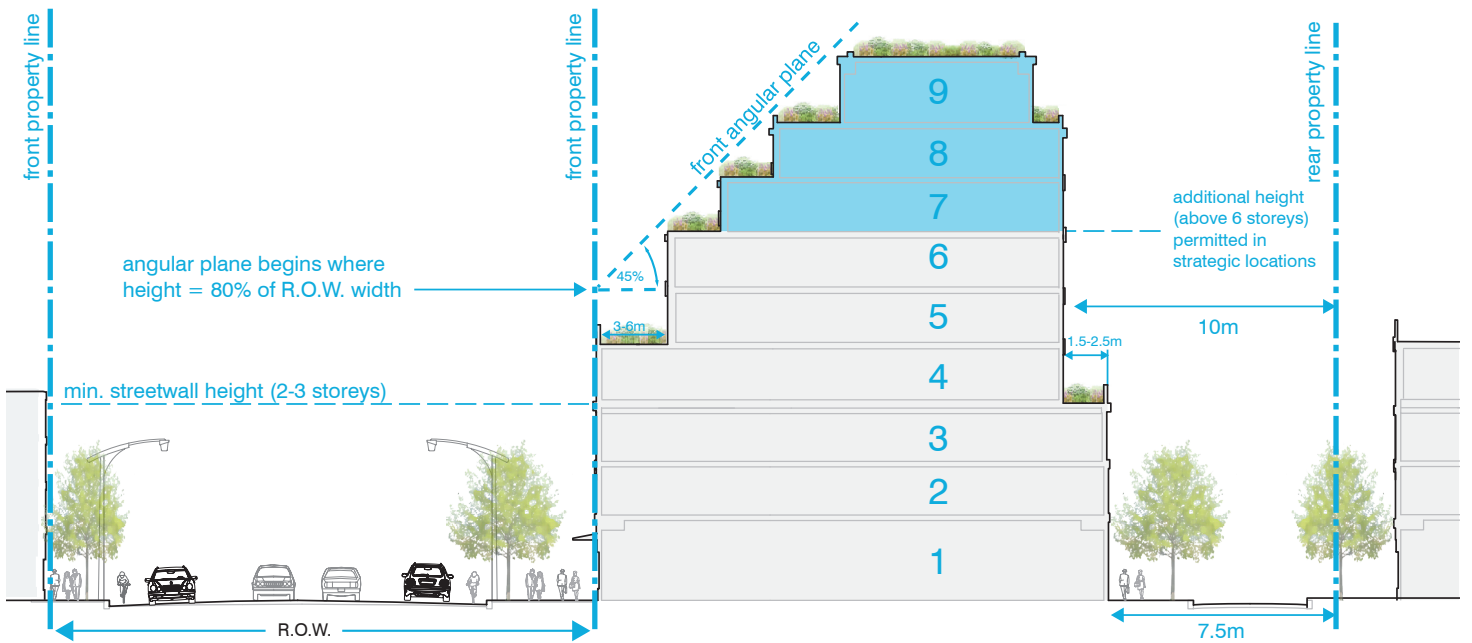 front property line
front property line
front angular plane
rear property line
9
8
7
6
5
4
3
2
1
additional height
(above 6 storeys)
permitted in
strategic locations
angular plane begins where
height = 80% of R.O.W. width
45%
3-6m
10m
1.5-2.5m
min. streetwall height (2-3 storeys)
R.O.W.
7.5m